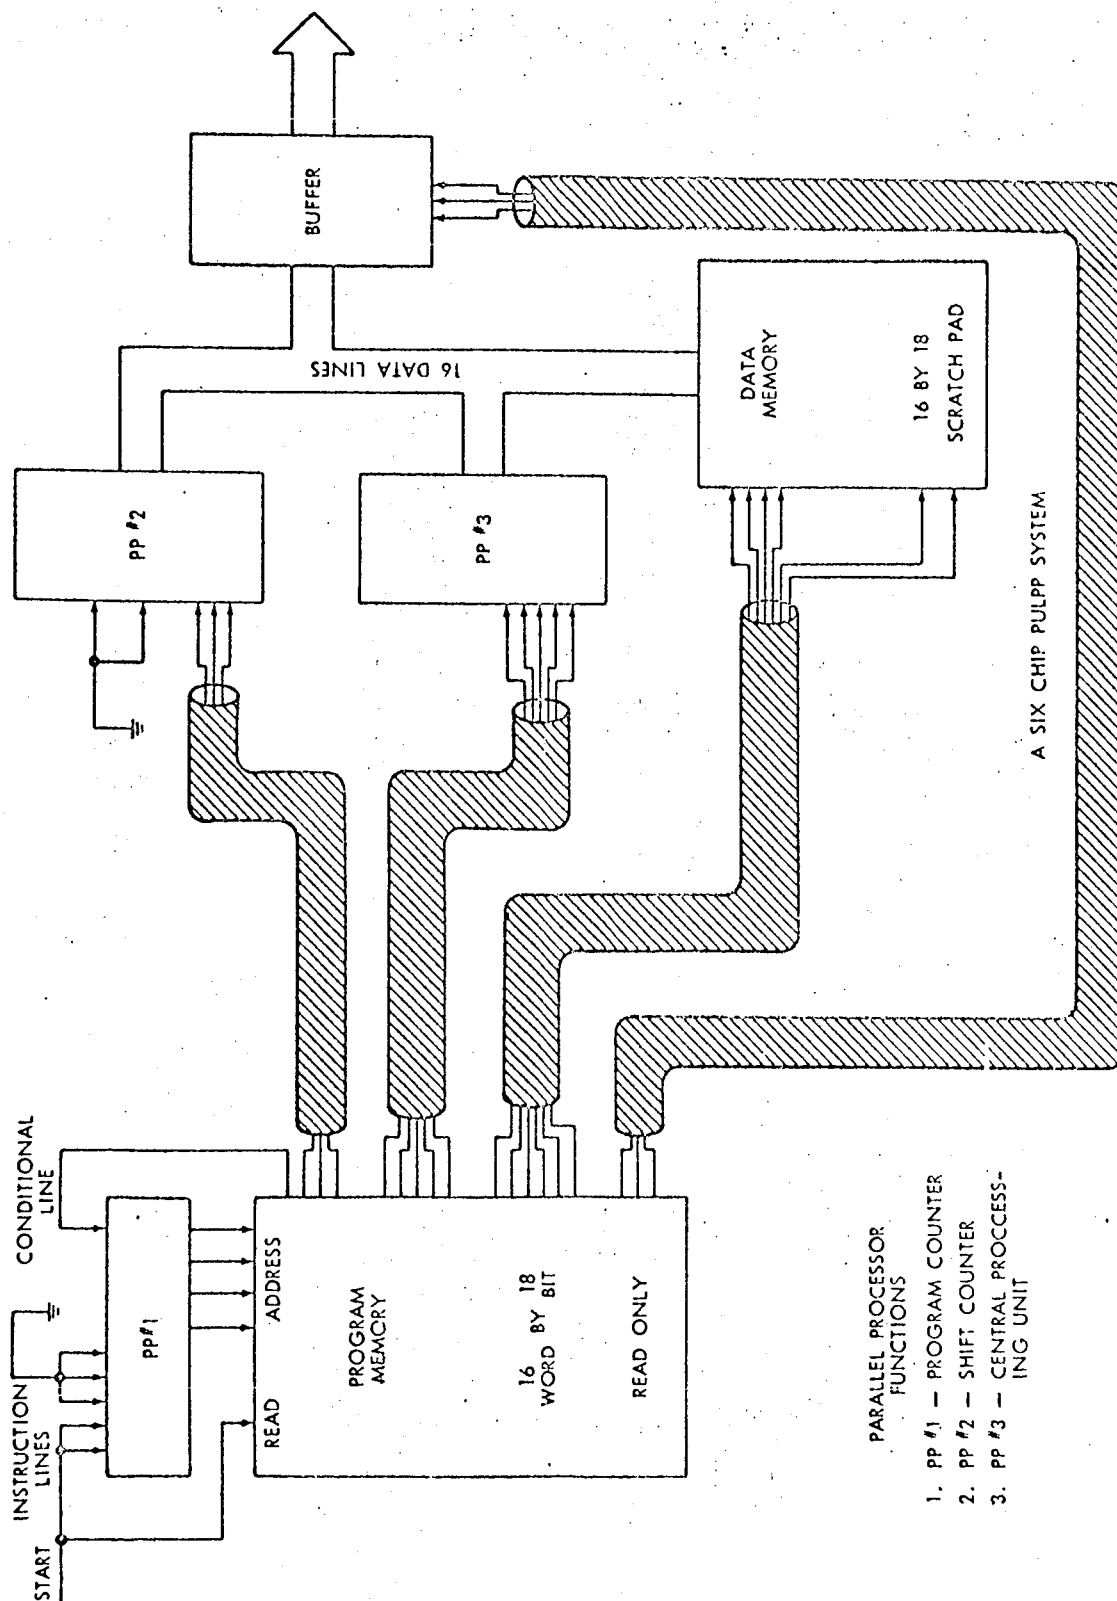 START
INSTRUCTION
LINES
CONDITIONAL
LINE
PP#1
READ
ADDRESS
PROGRAM
MEMORY
16 18
WORD BY BIT
READ ONLY
PP #2
PP #3
16 DATA LINES
BUFFER
DATA
MEMORY
16 BY 18
SCRATCH PAD
PARALLEL PROCESSOR
FUNCTIONS
1. PP #1 — PROGRAM COUNTER
2. PP #2 — SHIFT COUNTER
3. PP #3 — CENTRAL PROCCESS-
ING UNIT
A SIX CHIP PULPP SYSTEM